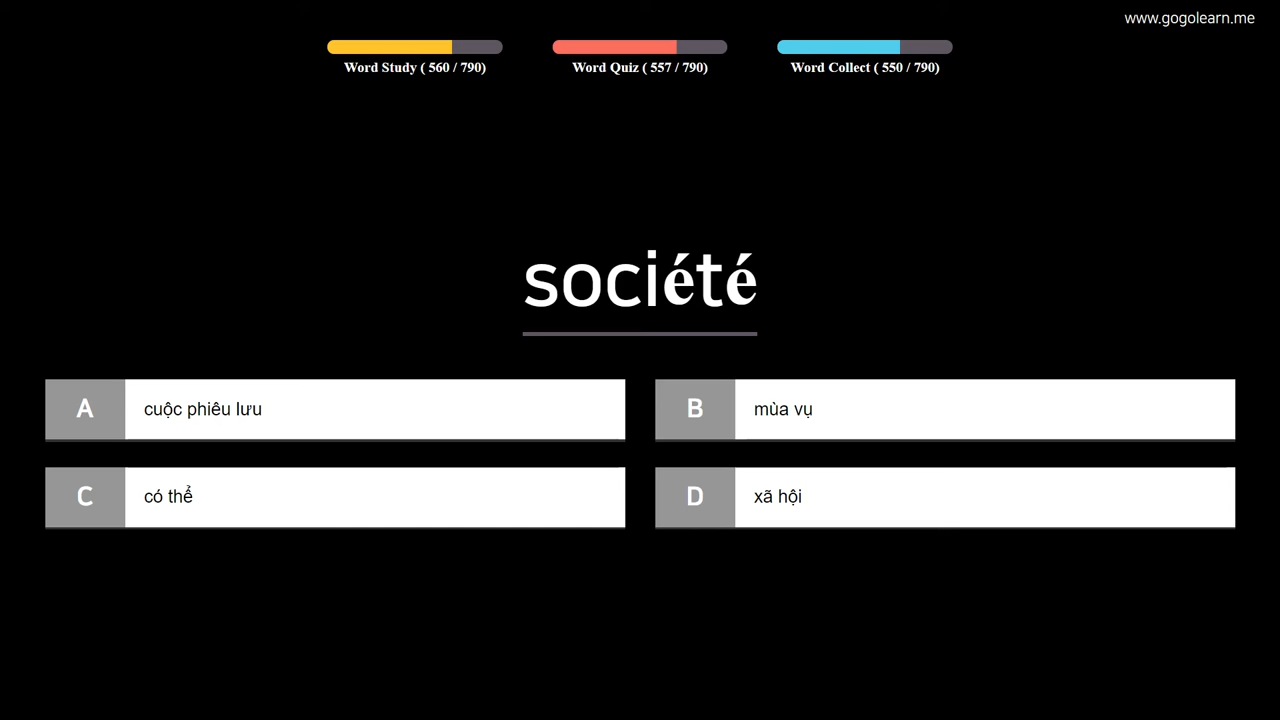 www.gogolearn.me
Word Study ( 560 / 790)
Word Quiz ( 557 / 790)
Word Collect ( 550 / 790)
société
A cuộc phiêu lưu
B mùa vụ
C có thể
D xã hội